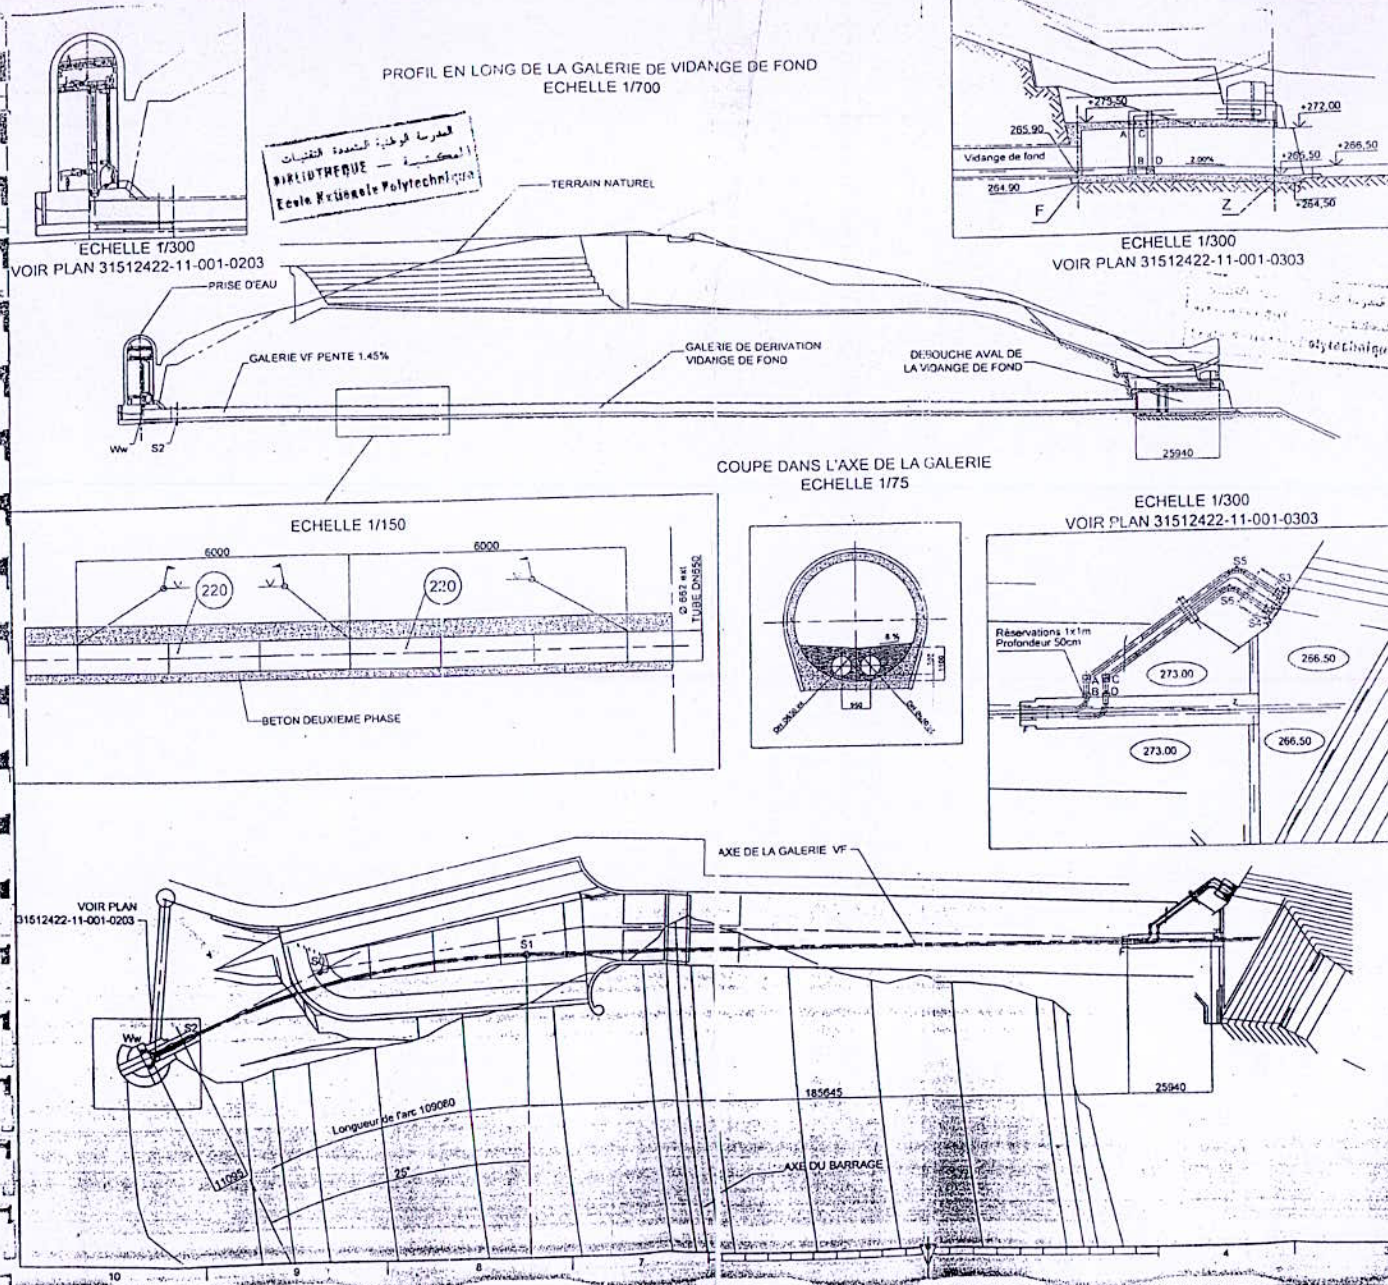 PROFIL EN LONG DE LA GALERIE DE VIDANGE DE FOND
ECHELLE 1/700
المدرسة الوطنية المتعددة التقنيات
BIBLIOTHEQUE — المكتبة
Ecole Nationale Polytechnique
TERRAIN NATUREL
ECHELLE 1/300
VOIR PLAN 31512422-11-001-0203
+272,00
265,90
A C
+266,50
Vidange de fond
B D
2.00%
264.90
+264,50
F
Z
ECHELLE 1/300
VOIR PLAN 31512422-11-001-0303
PRISE D'EAU
GALERIE VF PENTE 1.45%
GALERIE DE DERIVATION
VIDANGE DE FOND
DEBOUCHE AVAL DE
LA VIDANGE DE FOND
Polytechnique
Ww
S2
25940
COUPE DANS L'AXE DE LA GALERIE
ECHELLE 1/75
ECHELLE 1/150
6000
6000
220
220
Ø 662 ext
TUBE DN650
BETON DEUXIEME PHASE
8 %
950
ECHELLE 1/300
VOIR PLAN 31512422-11-001-0303
S5
S3
Réservations 1x1m
Profondeur 50cm
A C
B D
273.00
266.50
273.00
266.50
AXE DE LA GALERIE VF
VOIR PLAN
31512422-11-001-0203
S1
Ww
S2
185645
25940
Longueur de l'arc 109060
25°
11095
AXE DU BARRAGE
10
9
8
7
4